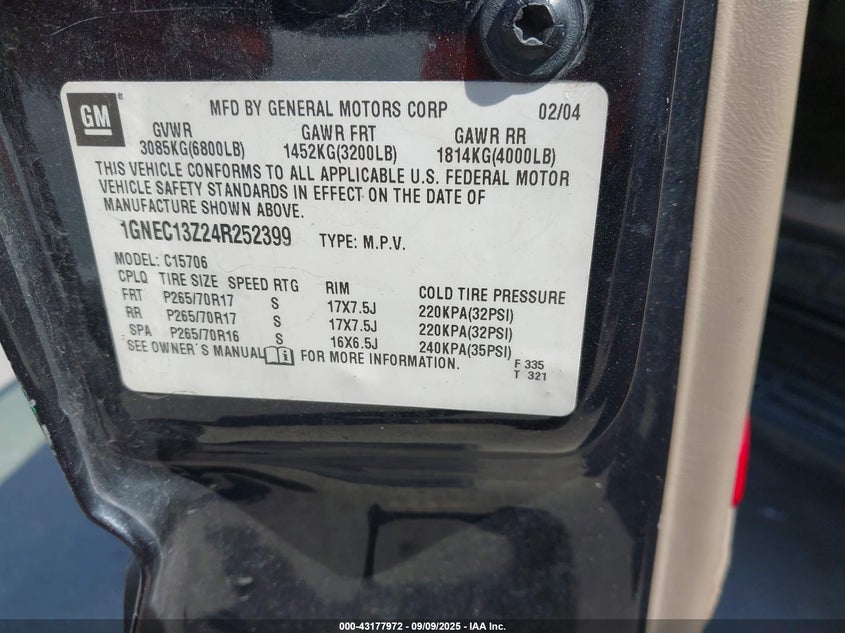 GM ®
MFD BY GENERAL MOTORS CORP 02/04
GVWR GAWR FRT GAWR RR
3085KG(6800LB) 1452KG(3200LB) 1814KG(4000LB)
THIS VEHICLE CONFORMS TO ALL APPLICABLE U.S. FEDERAL MOTOR
VEHICLE SAFETY STANDARDS IN EFFECT ON THE DATE OF
MANUFACTURE SHOWN ABOVE.
1GNEC13Z24R252399 TYPE: M.P.V.
MODEL: C15706
CPLQ TIRE SIZE SPEED RTG RIM COLD TIRE PRESSURE
FRT P265/70R17 S 17X7.5J 220KPA(32PSI)
RR P265/70R17 S 17X7.5J 220KPA(32PSI)
SPA P265/70R16 S 16X6.5J 240KPA(35PSI)
SEE OWNER'S MANUAL i FOR MORE INFORMATION.
F 335
T 321
000-43177972 - 09/09/2025 - IAA Inc.